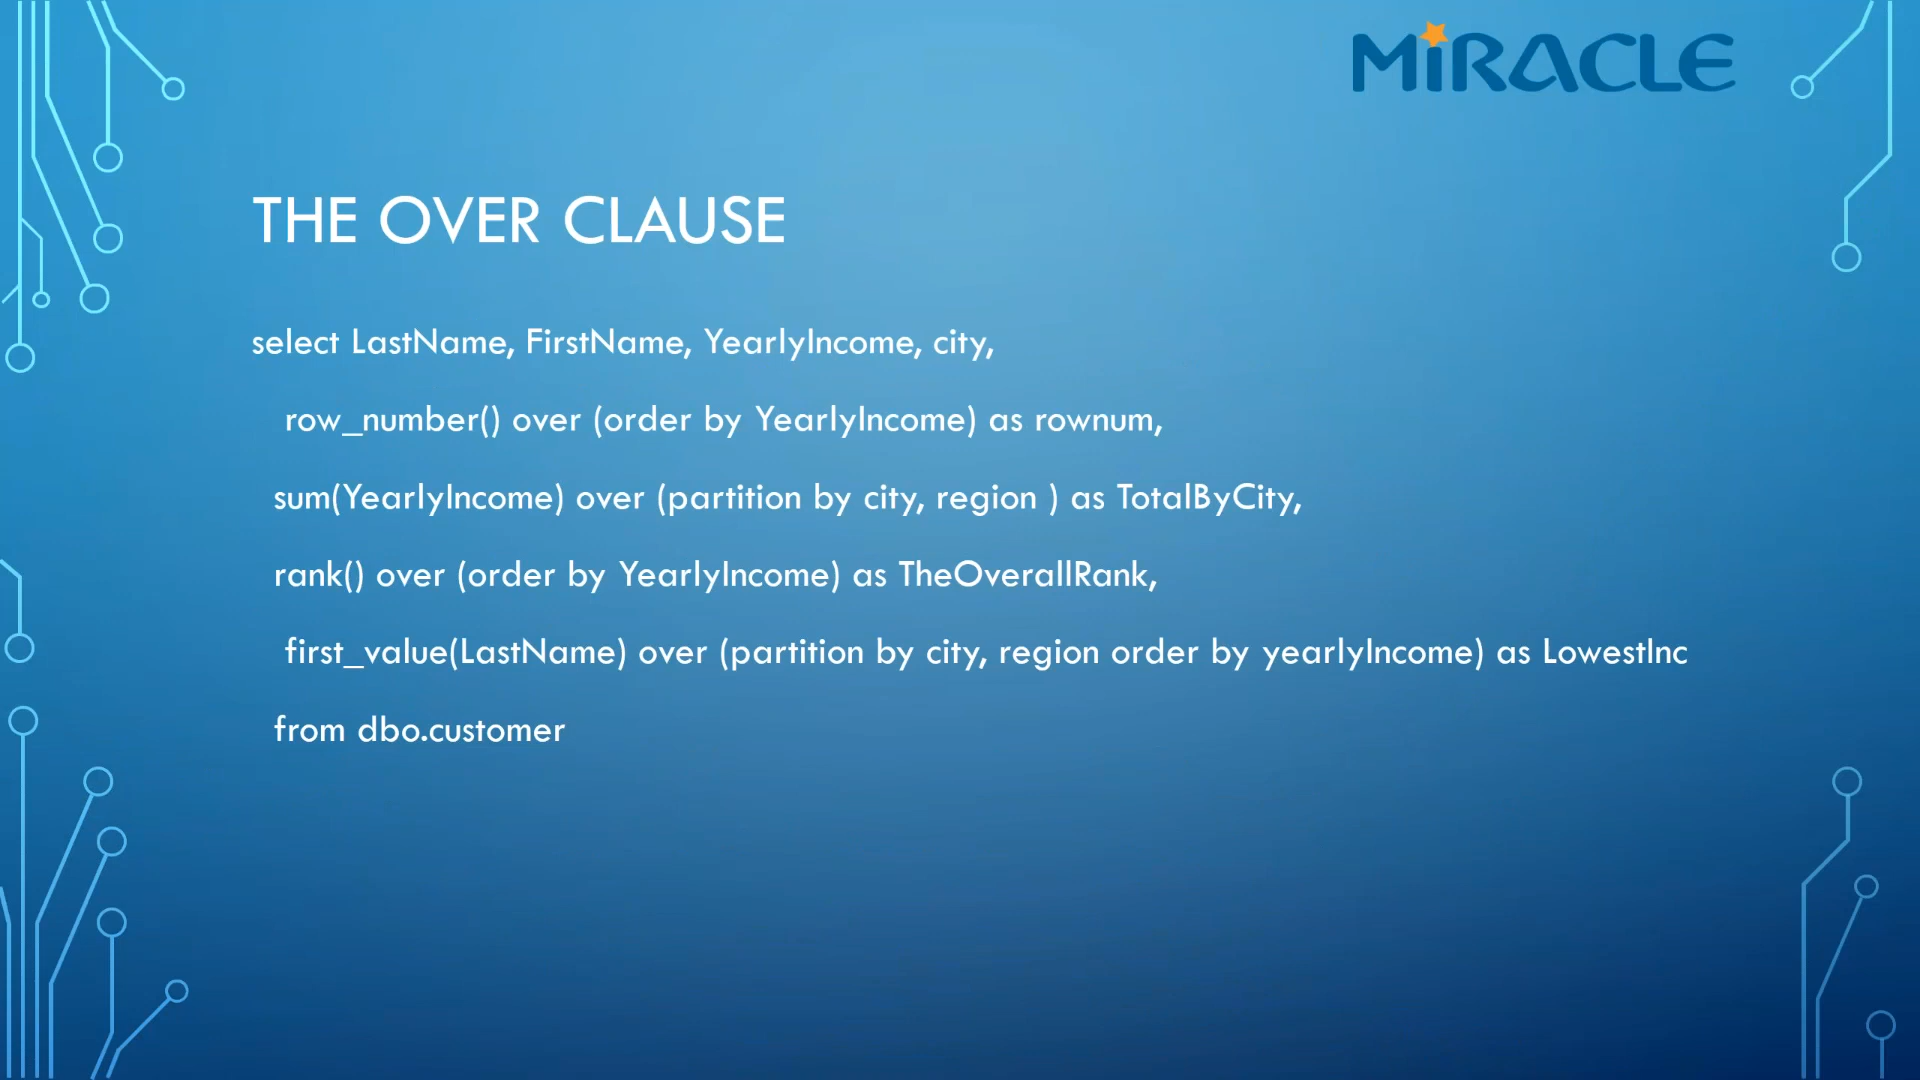 MiRACLE
THE OVER CLAUSE
select LastName, FirstName, YearlyIncome, city,
row_number() over (order by YearlyIncome) as rownum,
sum(YearlyIncome) over (partition by city, region ) as TotalByCity,
rank() over (order by YearlyIncome) as TheOverallRank,
first_value(LastName) over (partition by city, region order by yearlyIncome) as LowestInc
from dbo.customer